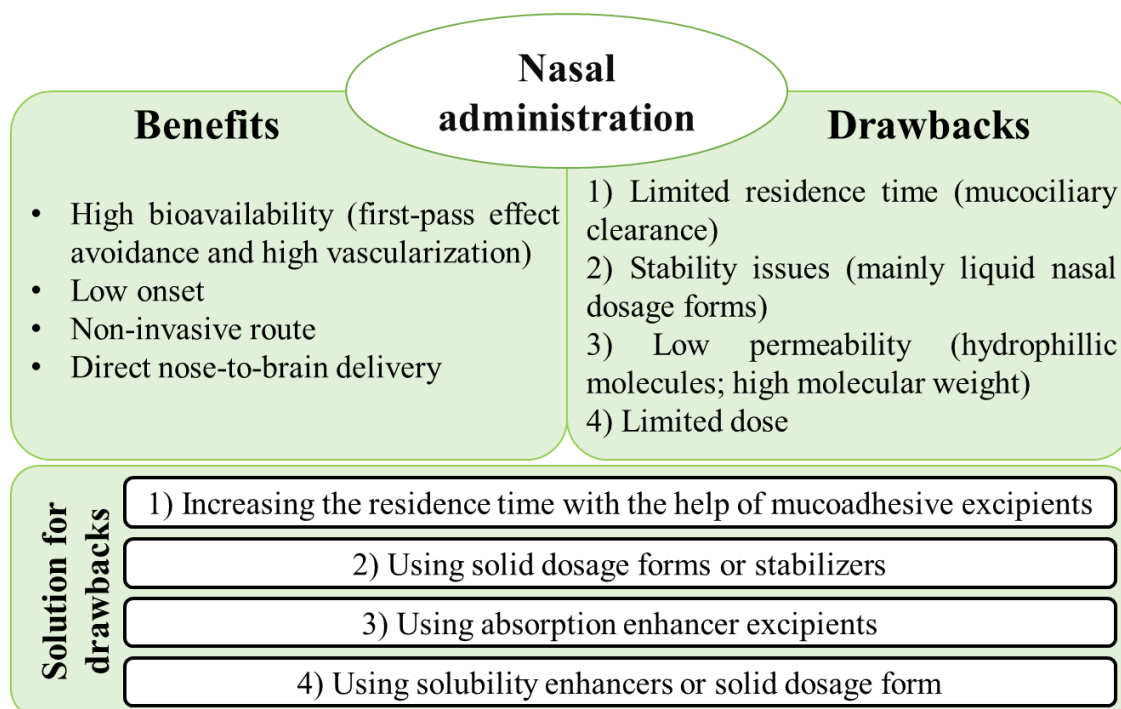 Nasal
administration
Benefits
• High bioavailability (first-pass effect
avoidance and high vascularization)
• Low onset
• Non-invasive route
• Direct nose-to-brain delivery
Drawbacks
1) Limited residence time (mucociliary
clearance)
2) Stability issues (mainly liquid nasal
dosage forms)
3) Low permeability (hydrophillic
molecules; high molecular weight)
4) Limited dose
Solution for
drawbacks
1) Increasing the residence time with the help of mucoadhesive excipients
2) Using solid dosage forms or stabilizers
3) Using absorption enhancer excipients
4) Using solubility enhancers or solid dosage form